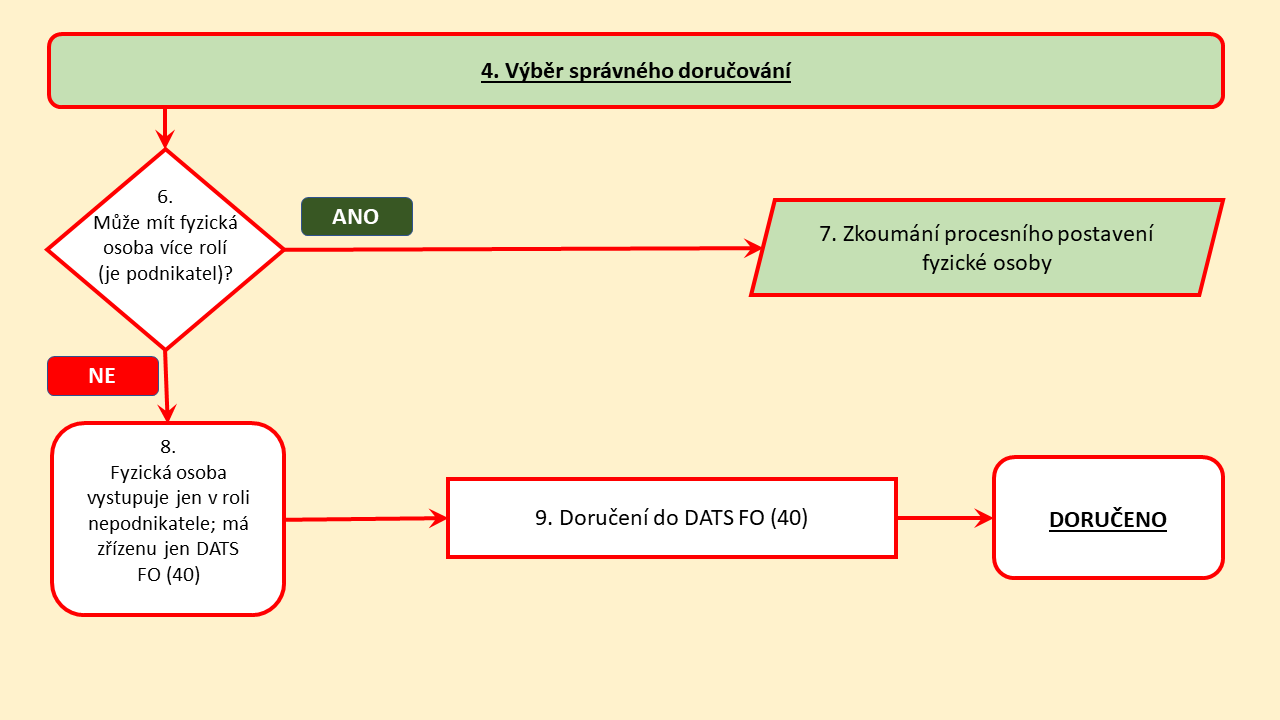 4. Výběr správného doručování
6.
Může mít fyzická
osoba více rolí
(je podnikatel)?
ANO
7. Zkoumání procesního postavení
fyzické osoby
NE
8.
Fyzická osoba
vystupuje jen v roli
nepodnikatele; má
zřízenu jen DATS
FO (40)
9. Doručení do DATS FO (40)
DORUČENO